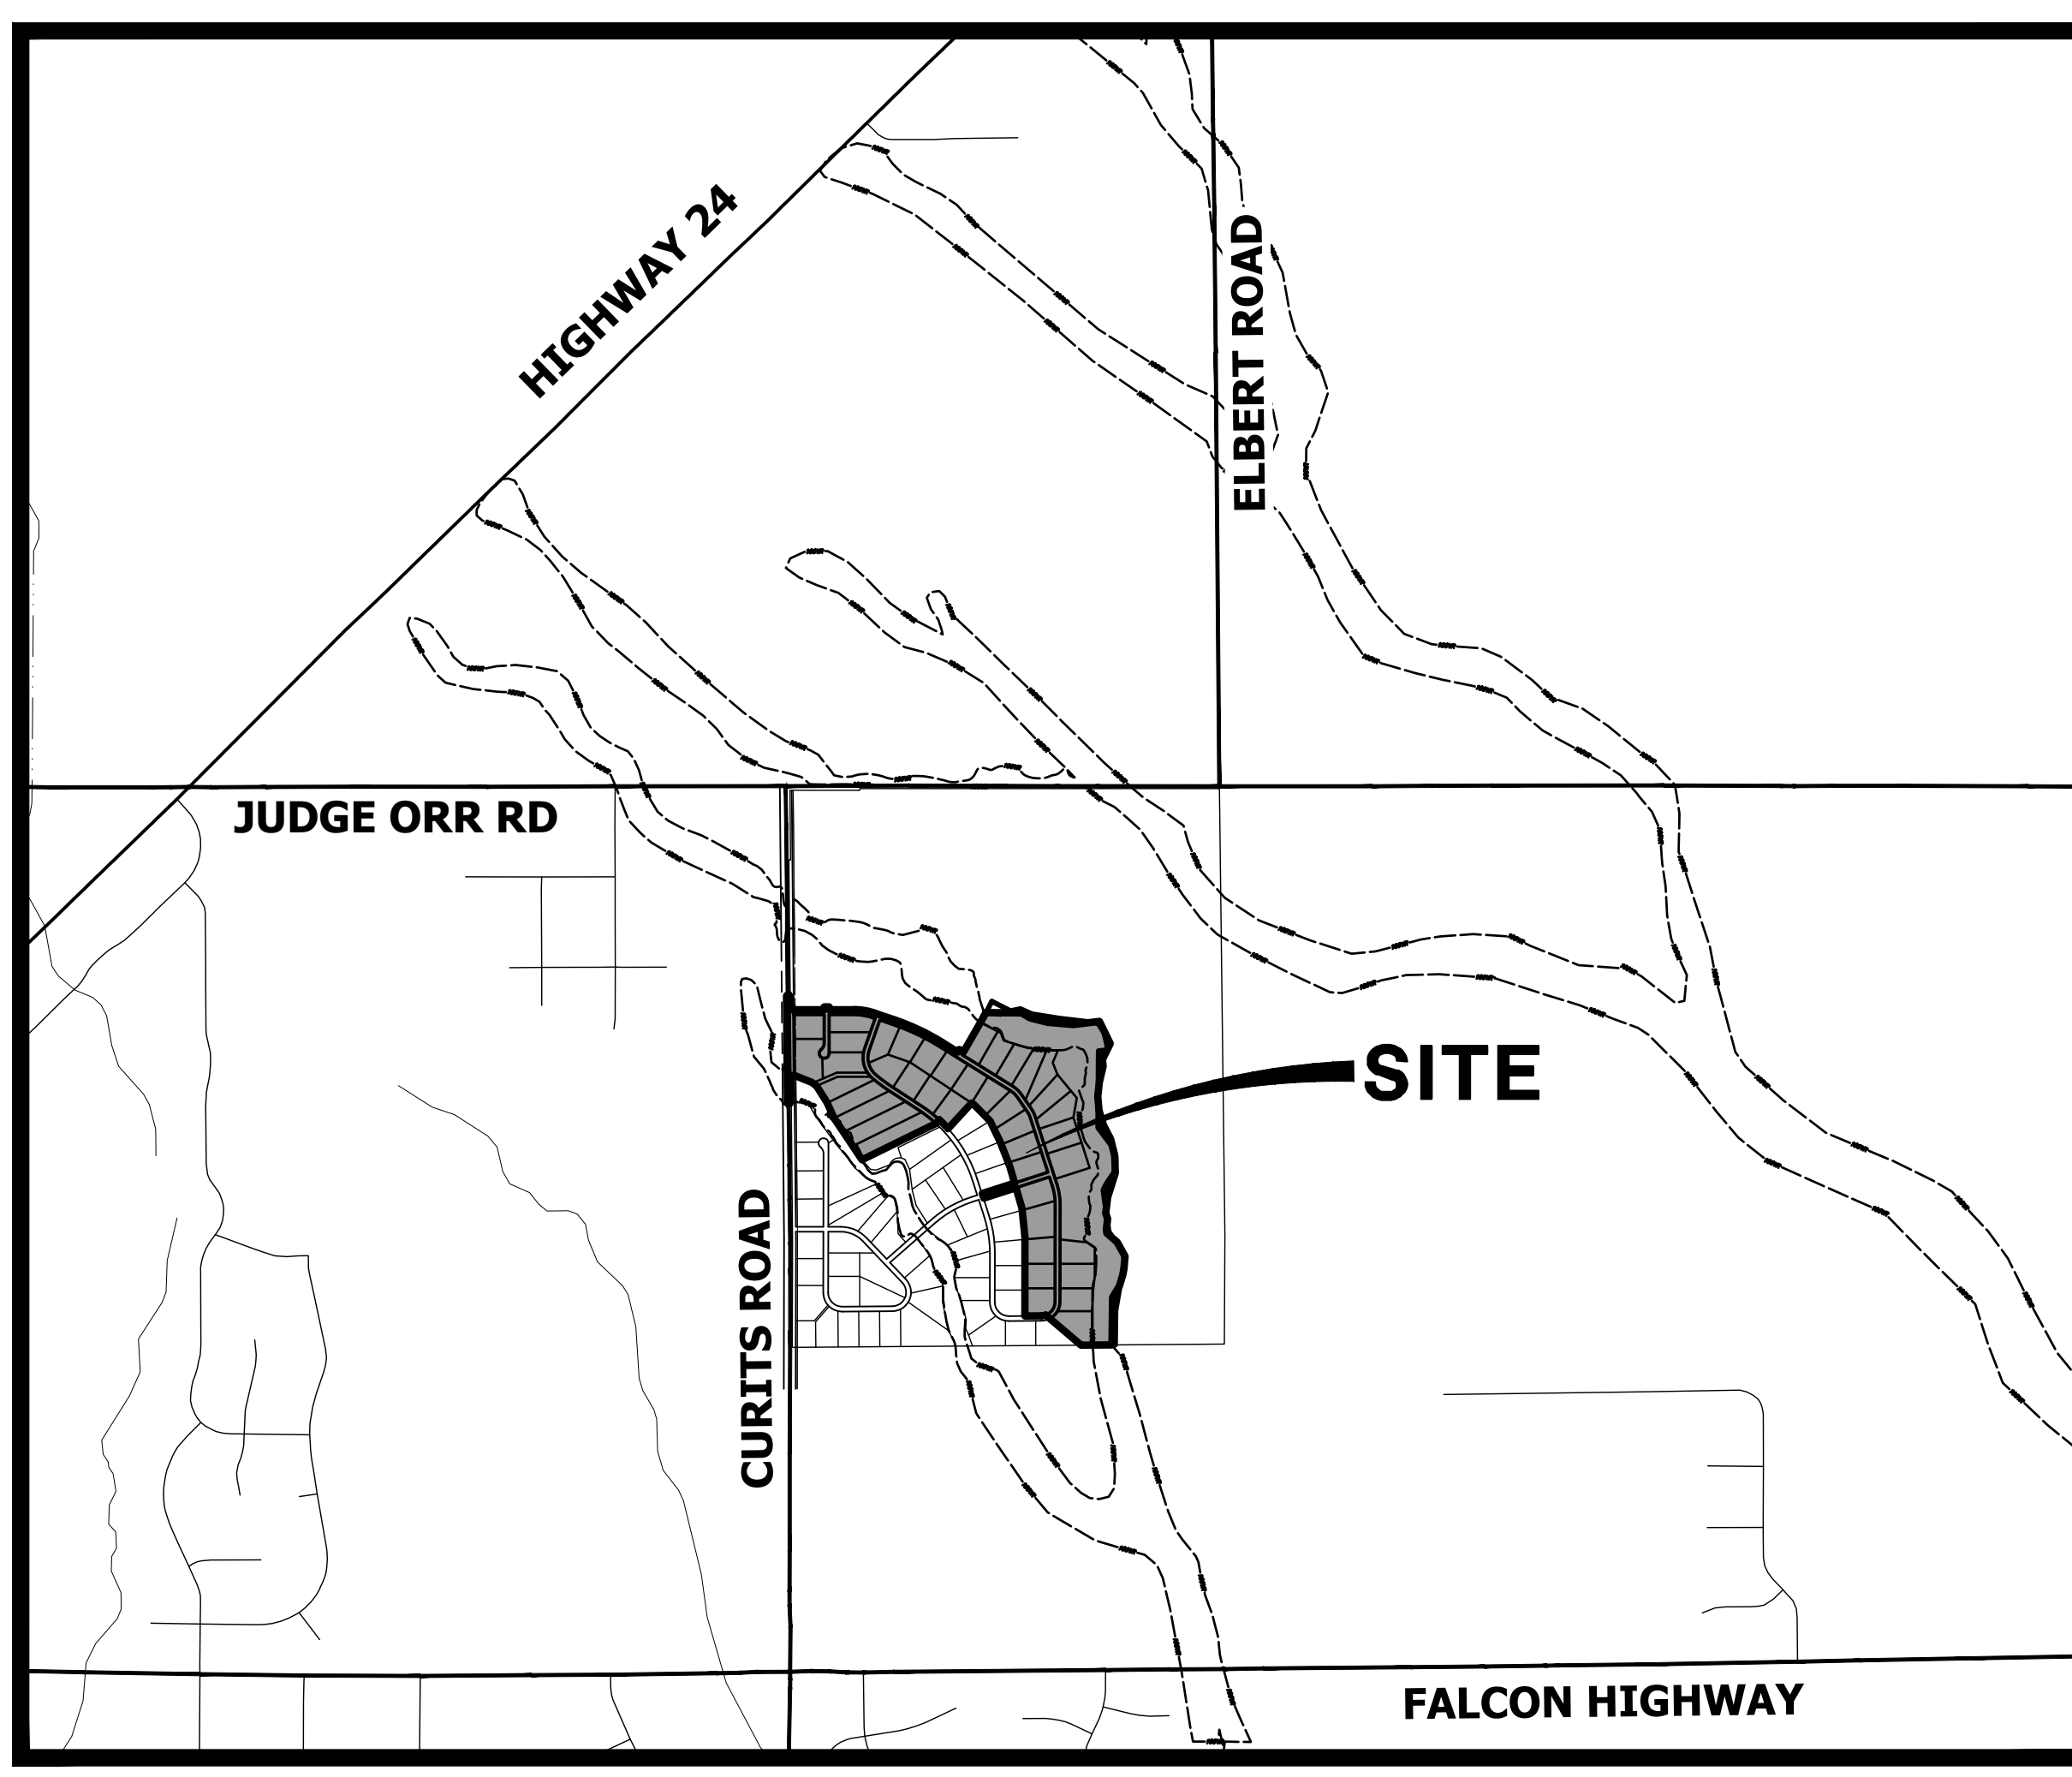 HIGHWAY 24
ELBERT ROAD
JUDGE ORR RD
SITE
CURITS ROAD
FALCON HIGHWAY